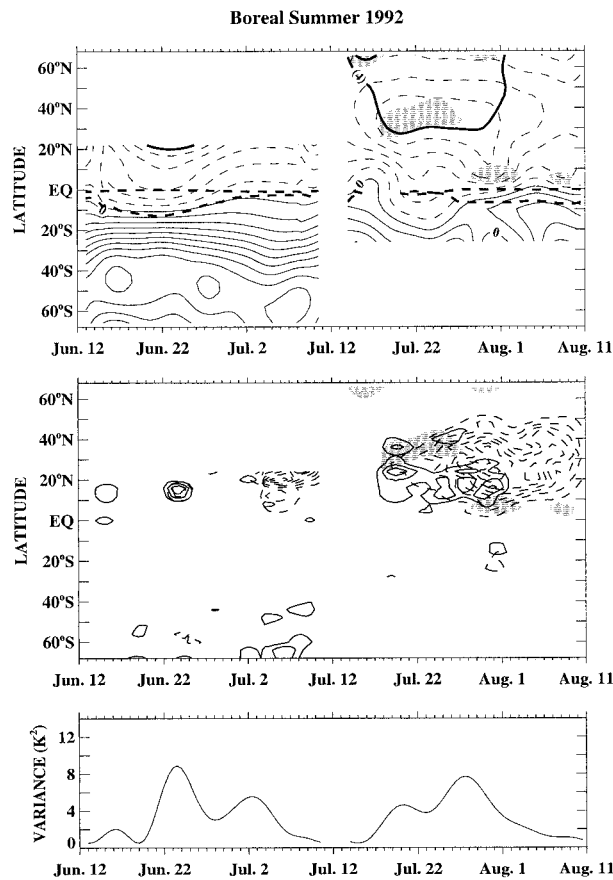 Boreal Summer 1992
60°N
40°N
20°N
EQ
20°S
40°S
60°S
LATITUDE
0
0
0
Jun. 12 Jun. 22 Jul. 2 Jul. 12 Jul. 22 Aug. 1 Aug. 11
60°N
40°N
20°N
EQ
20°S
40°S
60°S
LATITUDE
Jun. 12 Jun. 22 Jul. 2 Jul. 12 Jul. 22 Aug. 1 Aug. 11
12
8
4
0
VARIANCE (K²)
Jun. 12 Jun. 22 Jul. 2 Jul. 12 Jul. 22 Aug. 1 Aug. 11